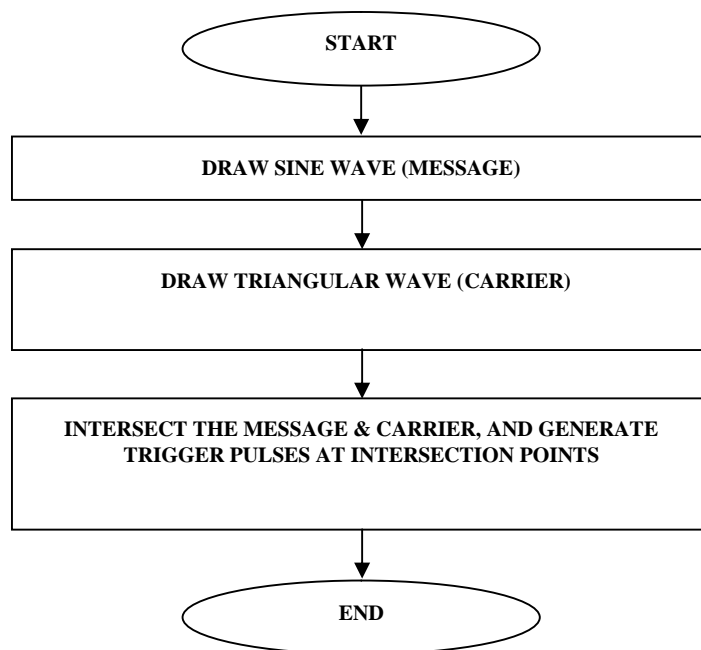 START
DRAW SINE WAVE (MESSAGE)
DRAW TRIANGULAR WAVE (CARRIER)
INTERSECT THE MESSAGE & CARRIER, AND GENERATE
TRIGGER PULSES AT INTERSECTION POINTS
END